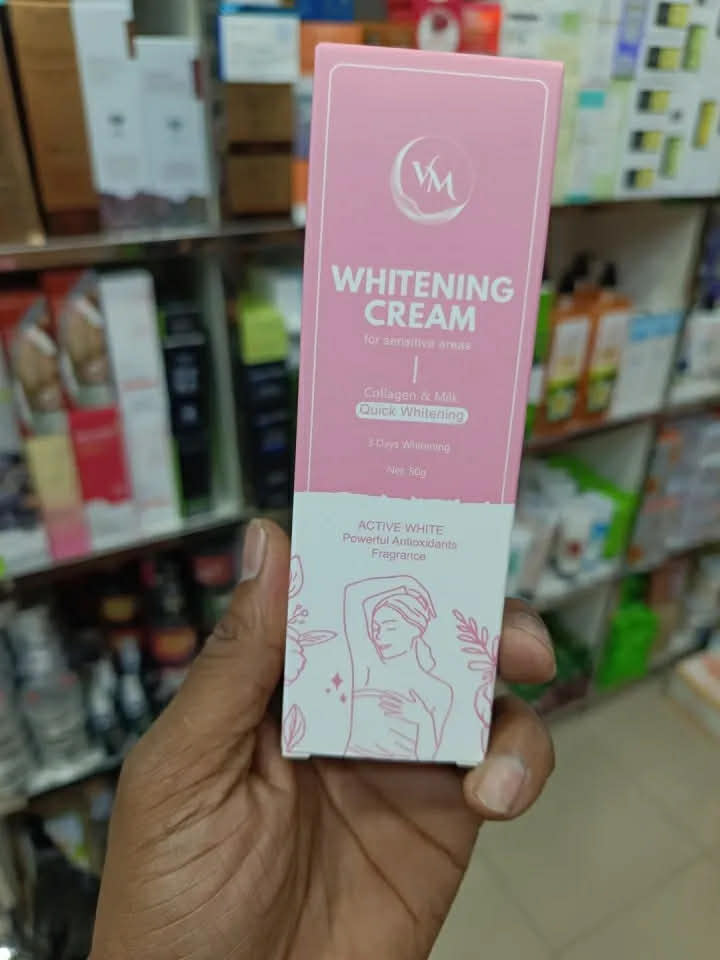 VM
WHITENING
CREAM
for sensitive areas
Collagen & Milk
Quick Whitening
3 Days Whitening
Net. 50g
ACTIVE WHITE
Powerful Antioxidants
Fragrance